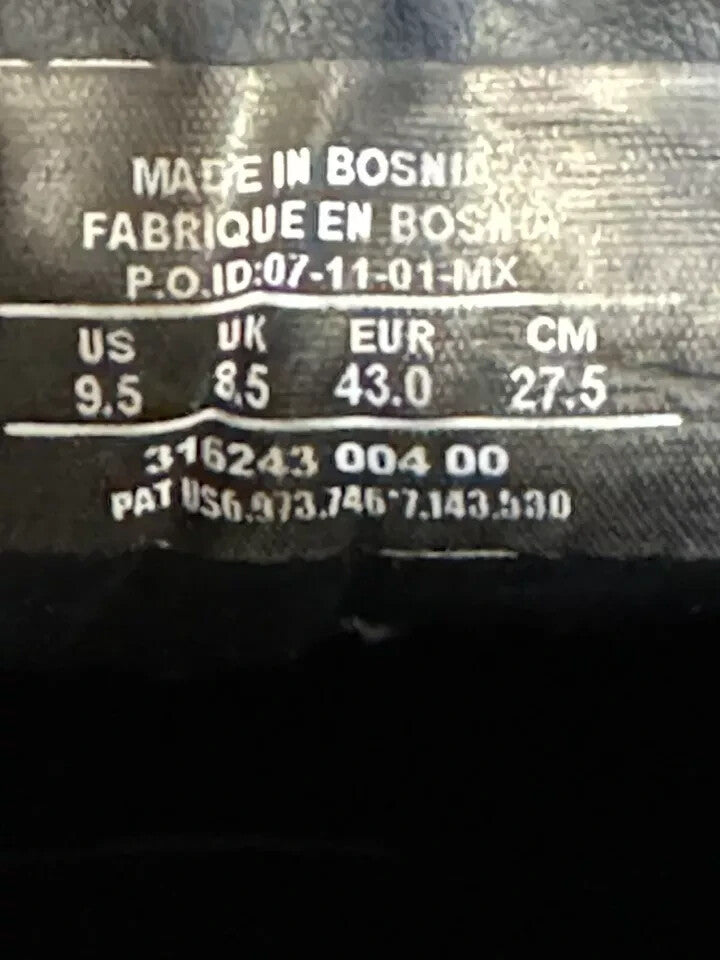 MADE IN BOSNIA
FABRIQUE EN BOSNIA
P.O.ID:07-11-01-MX
US UK EUR CM
9.5 8.5 43.0 27.5
316243 004 00
PAT US6.973.746*7.143.530